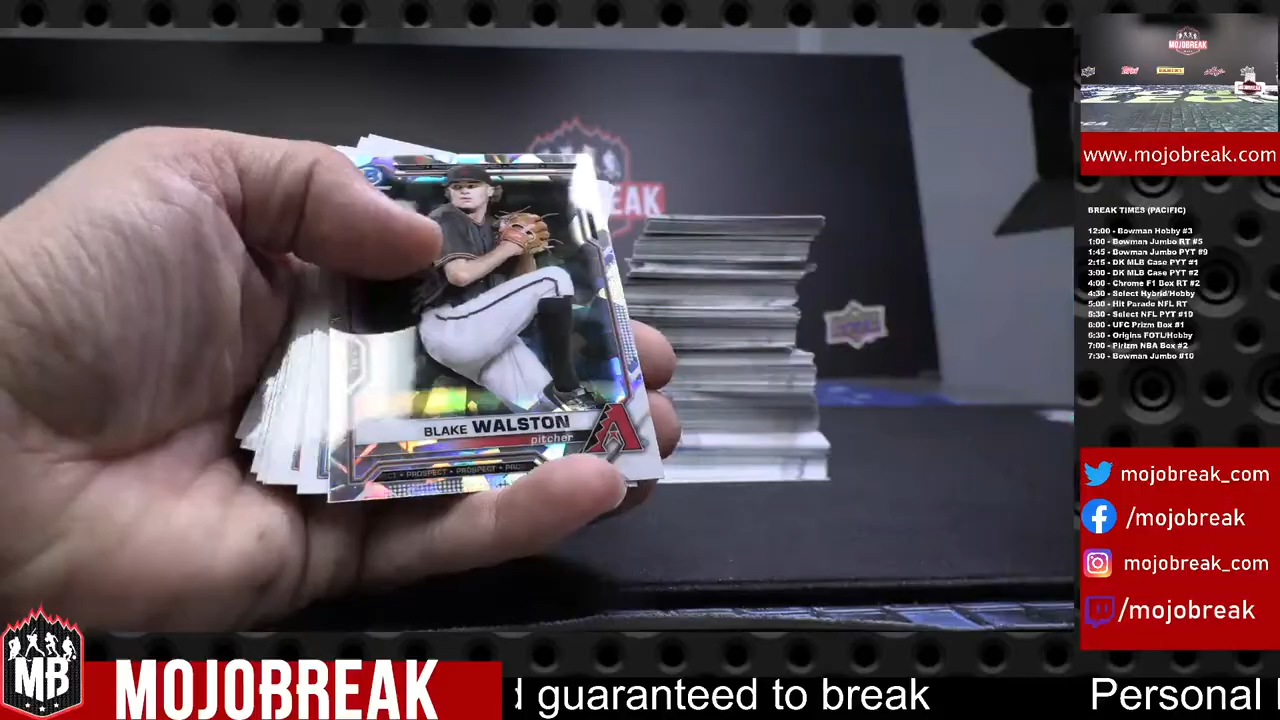 MOJOBREAK
www.mojobreak.com
BREAK TIMES (PACIFIC)
12:00 - Bowman Hobby #3
1:00 - Bowman Jumbo RT #5
1:45 - Bowman Jumbo PYT #9
2:15 - DK MLB Case PYT #1
3:00 - DK MLB Case PYT #2
4:00 - Chrome F1 Box RT #2
4:30 - Select Hybrid/Hobby
5:00 - Hit Parade NFL RT
5:30 - Select NFL PYT #19
6:00 - UFC Prizm Box #1
6:30 - Origins FOTL/Hobby
7:00 - Prizm NBA Box #2
7:30 - Bowman Jumbo #10
EAK
BLAKE WALSTON
pitcher
PROSPECT • PROSPECT • PRO
mojobreak_com
/mojobreak
mojobreak_com
/mojobreak
MB
MOJOBREAK
d guaranteed to break
Personal